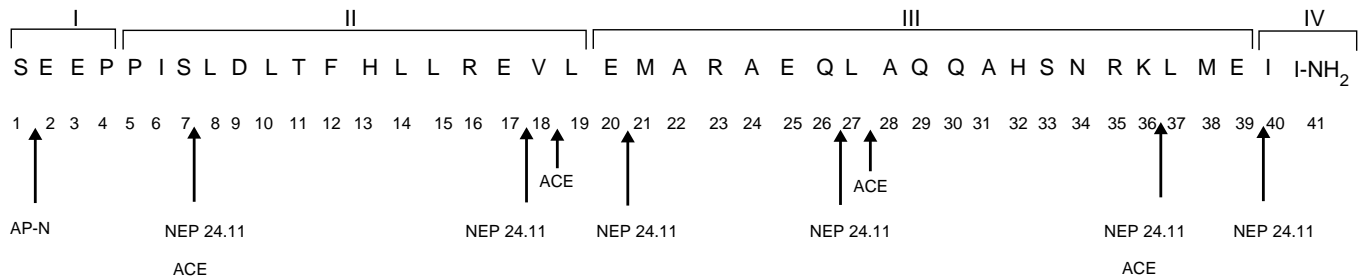 I II III IV
S E E P P I S L D L T F H L L R E V L E M A R A E Q L A Q Q A H S N R K L M E I I-NH2
1 2 3 4 5 6 7 8 9 10 11 12 13 14 15 16 17 18 19 20 21 22 23 24 25 26 27 28 29 30 31 32 33 34 35 36 37 38 39 40 41
ACE ACE
AP-N NEP 24.11 NEP 24.11 NEP 24.11 NEP 24.11 NEP 24.11 NEP 24.11
ACE ACE